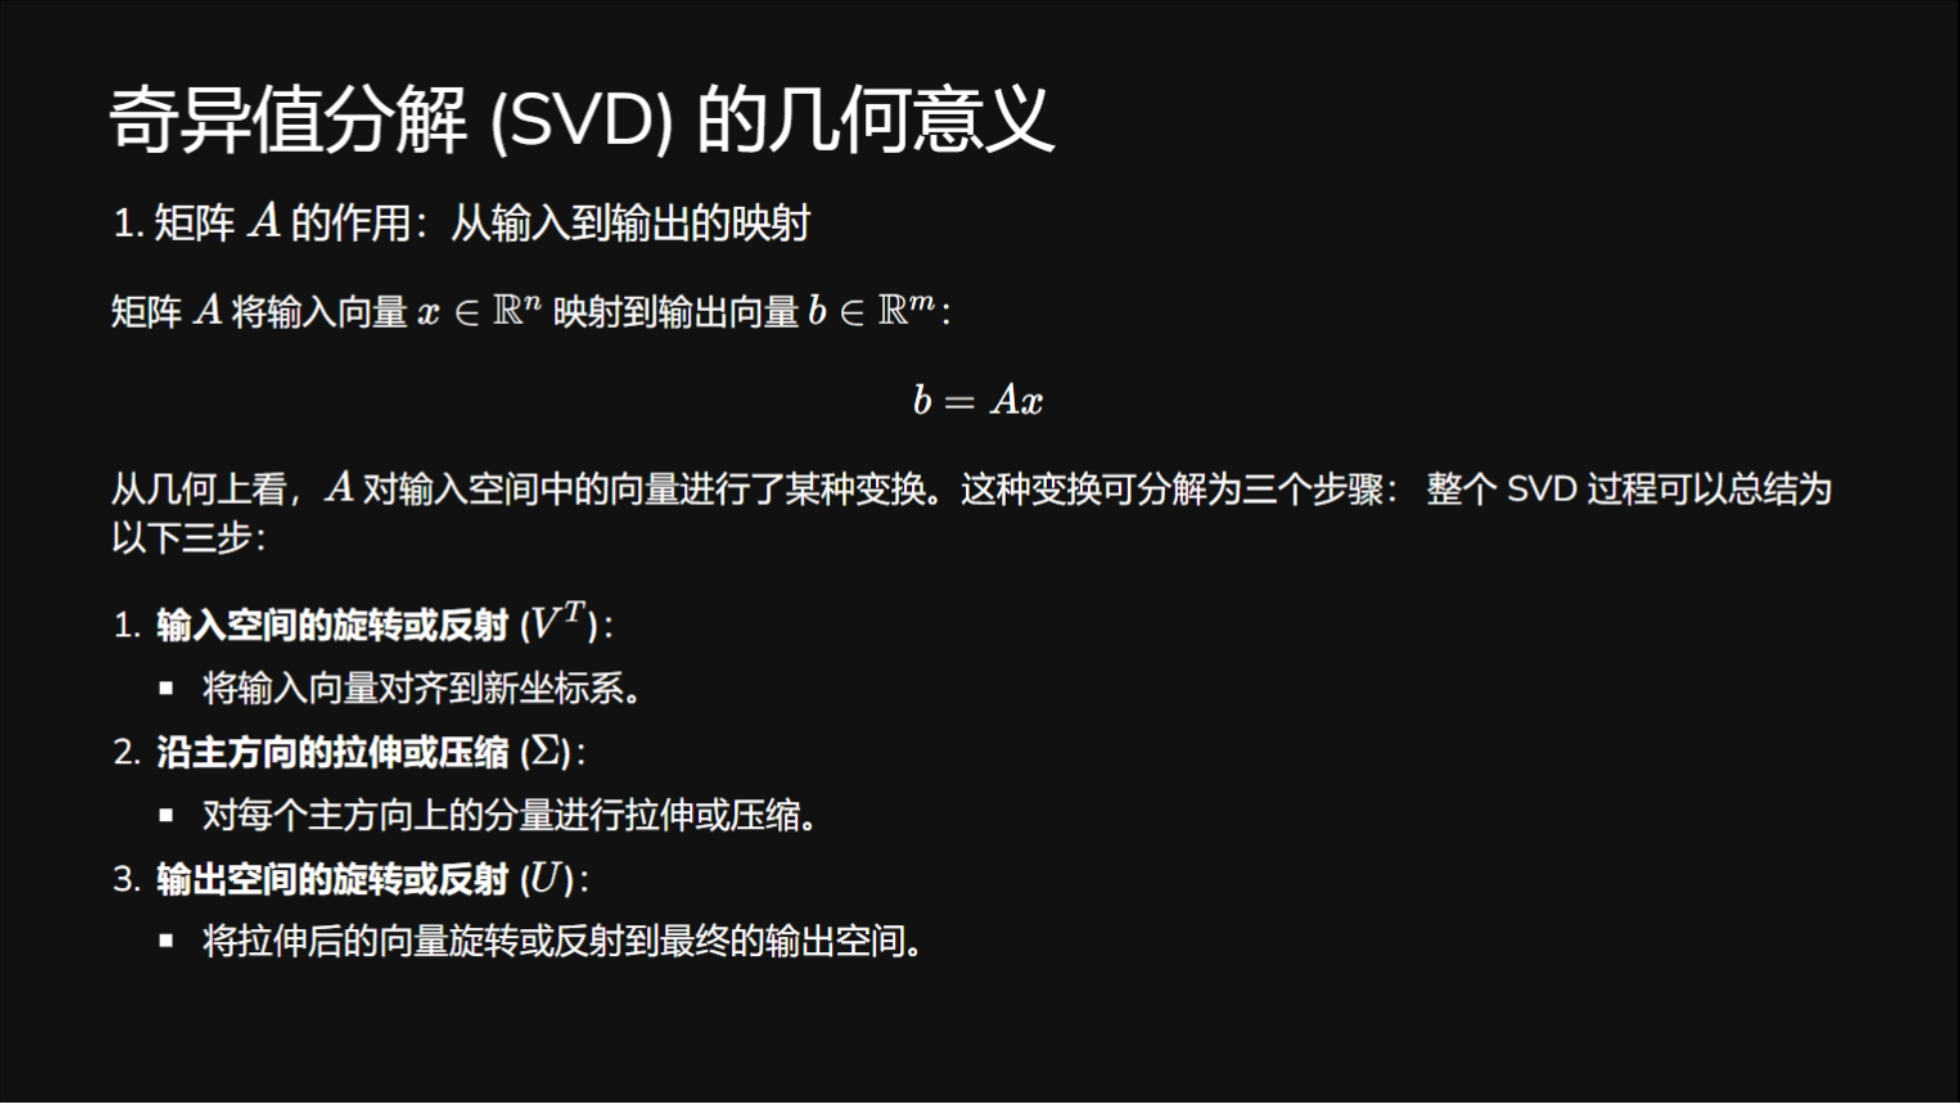 奇异值分解 (SVD) 的几何意义
1. 矩阵 A 的作用：从输入到输出的映射
矩阵 A 将输入向量 x ∈ ℝⁿ 映射到输出向量 b ∈ ℝᵐ：
b = Ax
从几何上看，A 对输入空间中的向量进行了某种变换。这种变换可分解为三个步骤： 整个 SVD 过程可以总结为
以下三步：
1. 输入空间的旋转或反射 (Vᵀ)：
▪ 将输入向量对齐到新坐标系。
2. 沿主方向的拉伸或压缩 (Σ)：
▪ 对每个主方向上的分量进行拉伸或压缩。
3. 输出空间的旋转或反射 (U)：
▪ 将拉伸后的向量旋转或反射到最终的输出空间。